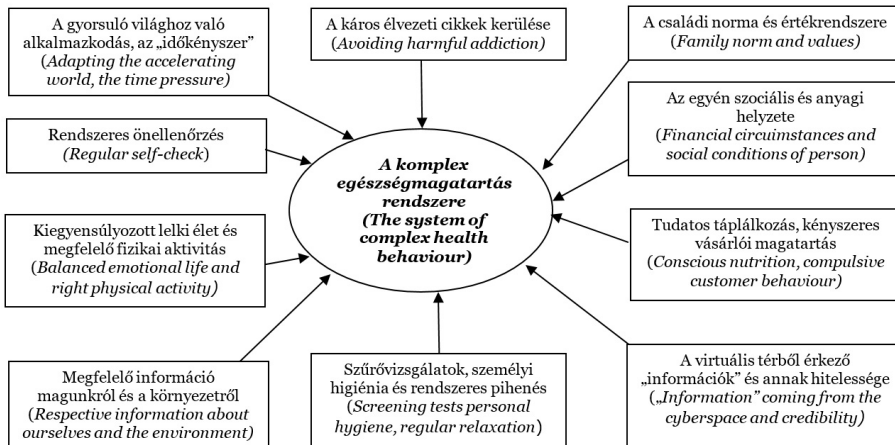 A gyorsuló világhoz való
alkalmazkodás, az „időkényszer”
(Adapting the accelerating
world, the time pressure)
A káros élvezeti cikkek kerülése
(Avoiding harmful addiction)
A családi norma és értékrendszere
(Family norm and values)
Rendszeres önellenőrzés
(Regular self-check)
Az egyén szociális és anyagi
helyzete
(Financial circuimstances and
social conditions of person)
A komplex
egészségmagatartás
rendszere
(The system of
complex health
behaviour)
Kiegyensúlyozott lelki élet és
megfelelő fizikai aktivitás
(Balanced emotional life and
right physical activity)
Tudatos táplálkozás, kényszeres
vásárlói magatartás
(Conscious nutrition, compulsive
customer behaviour)
Megfelelő információ
magunkról és a környezetről
(Respective information about
ourselves and the environment)
Szűrővizsgálatok, személyi
higiénia és rendszeres pihenés
(Screening tests personal
hygiene, regular relaxation)
A virtuális térből érkező
„információk” és annak hitelessége
(„Information” coming from the
cyberspace and credibility)